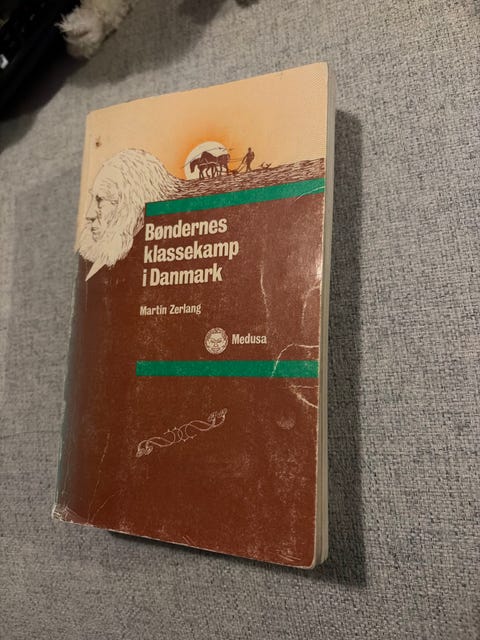 Bøndernes
klassekamp
i Danmark
Martin Zerlang
Medusa